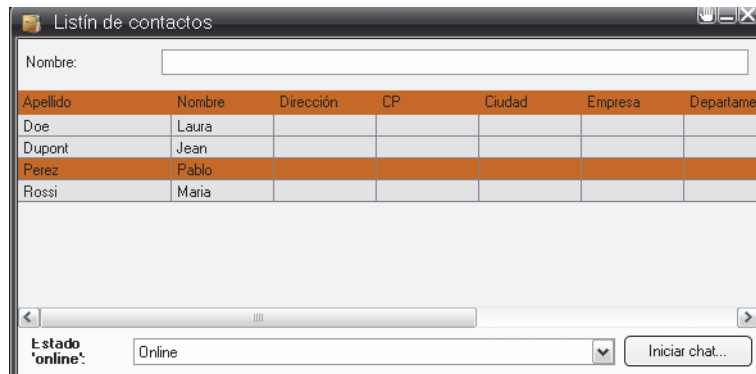 Listín de contactos
Nombre:
Apellido Nombre Dirección CP Ciudad Empresa Departame
Doe Laura
Dupont Jean
Perez Pablo
Rossi Maria
Estado
'online':
Online
Iniciar chat...